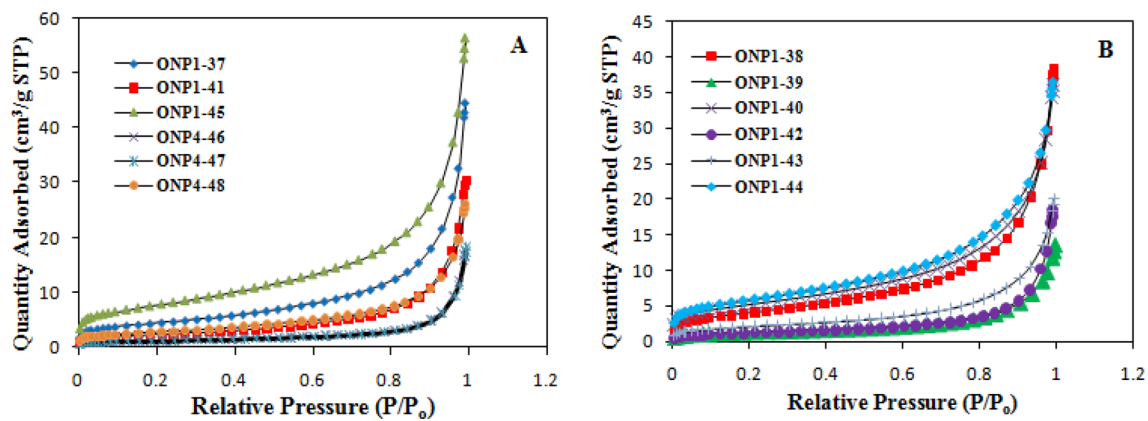 A
Quantity Adsorbed (cm³/g STP)
60
50
40
30
20
10
0
ONP1-37
ONP1-41
ONP1-45
ONP4-46
ONP4-47
ONP4-48
0 0.2 0.4 0.6 0.8 1 1.2
Relative Pressure (P/Po)
B
Quantity Adsorbed (cm³/g STP)
45
40
35
30
25
20
15
10
5
0
ONP1-38
ONP1-39
ONP1-40
ONP1-42
ONP1-43
ONP1-44
0 0.2 0.4 0.6 0.8 1 1.2
Relative Pressure (P/Po)